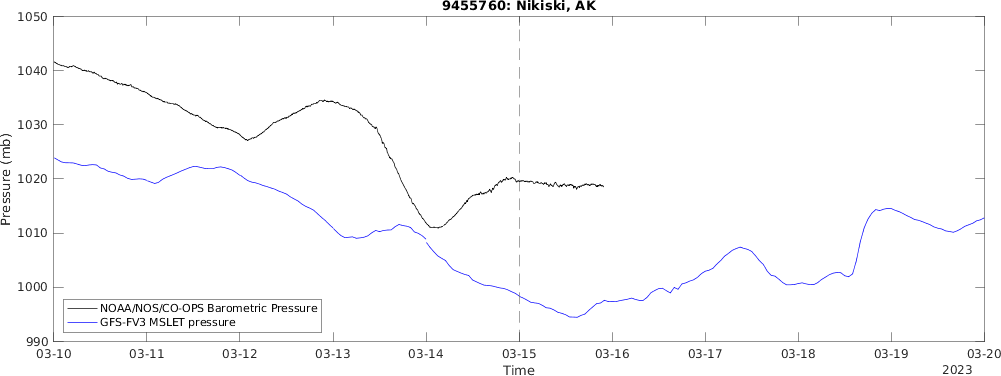 9455760: Nikiski, AK
Pressure (mb)
1050
1040
1030
1020
1010
1000
990
NOAA/NOS/CO-OPS Barometric Pressure
GFS-FV3 MSLET pressure
03-10 03-11 03-12 03-13 03-14 03-15 03-16 03-17 03-18 03-19 03-20
Time
2023